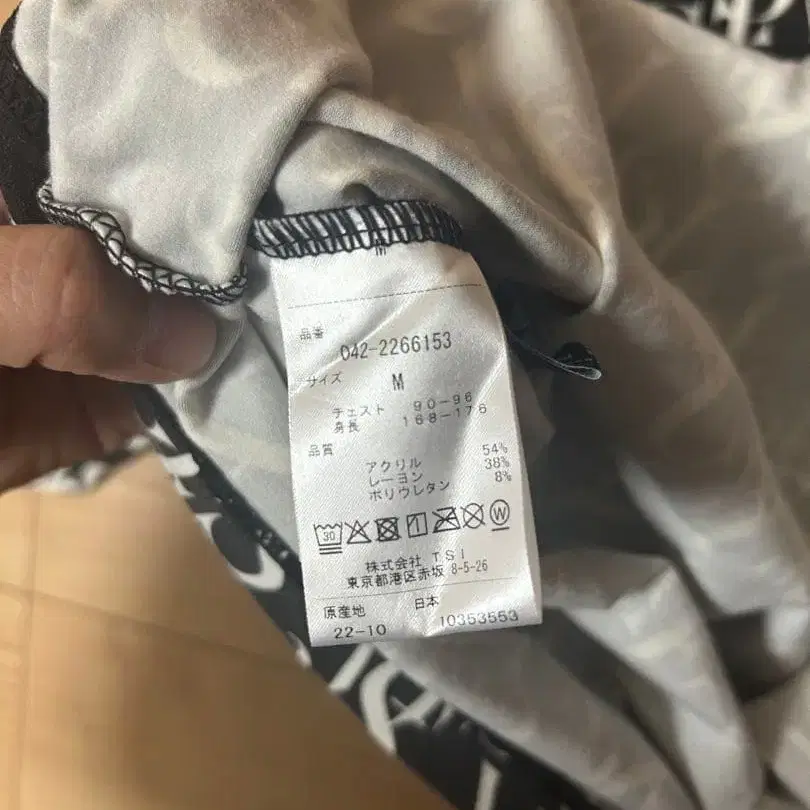 M
品番
042-2266153
サイズ M
チェスト 90-96
身長 168-176
品質
アクリル 54%
レーヨン 38%
ポリウレタン 8%
30 W
株式会社 TSI
東京都港区赤坂 8-5-26
原産地 日本
22-10 10353553